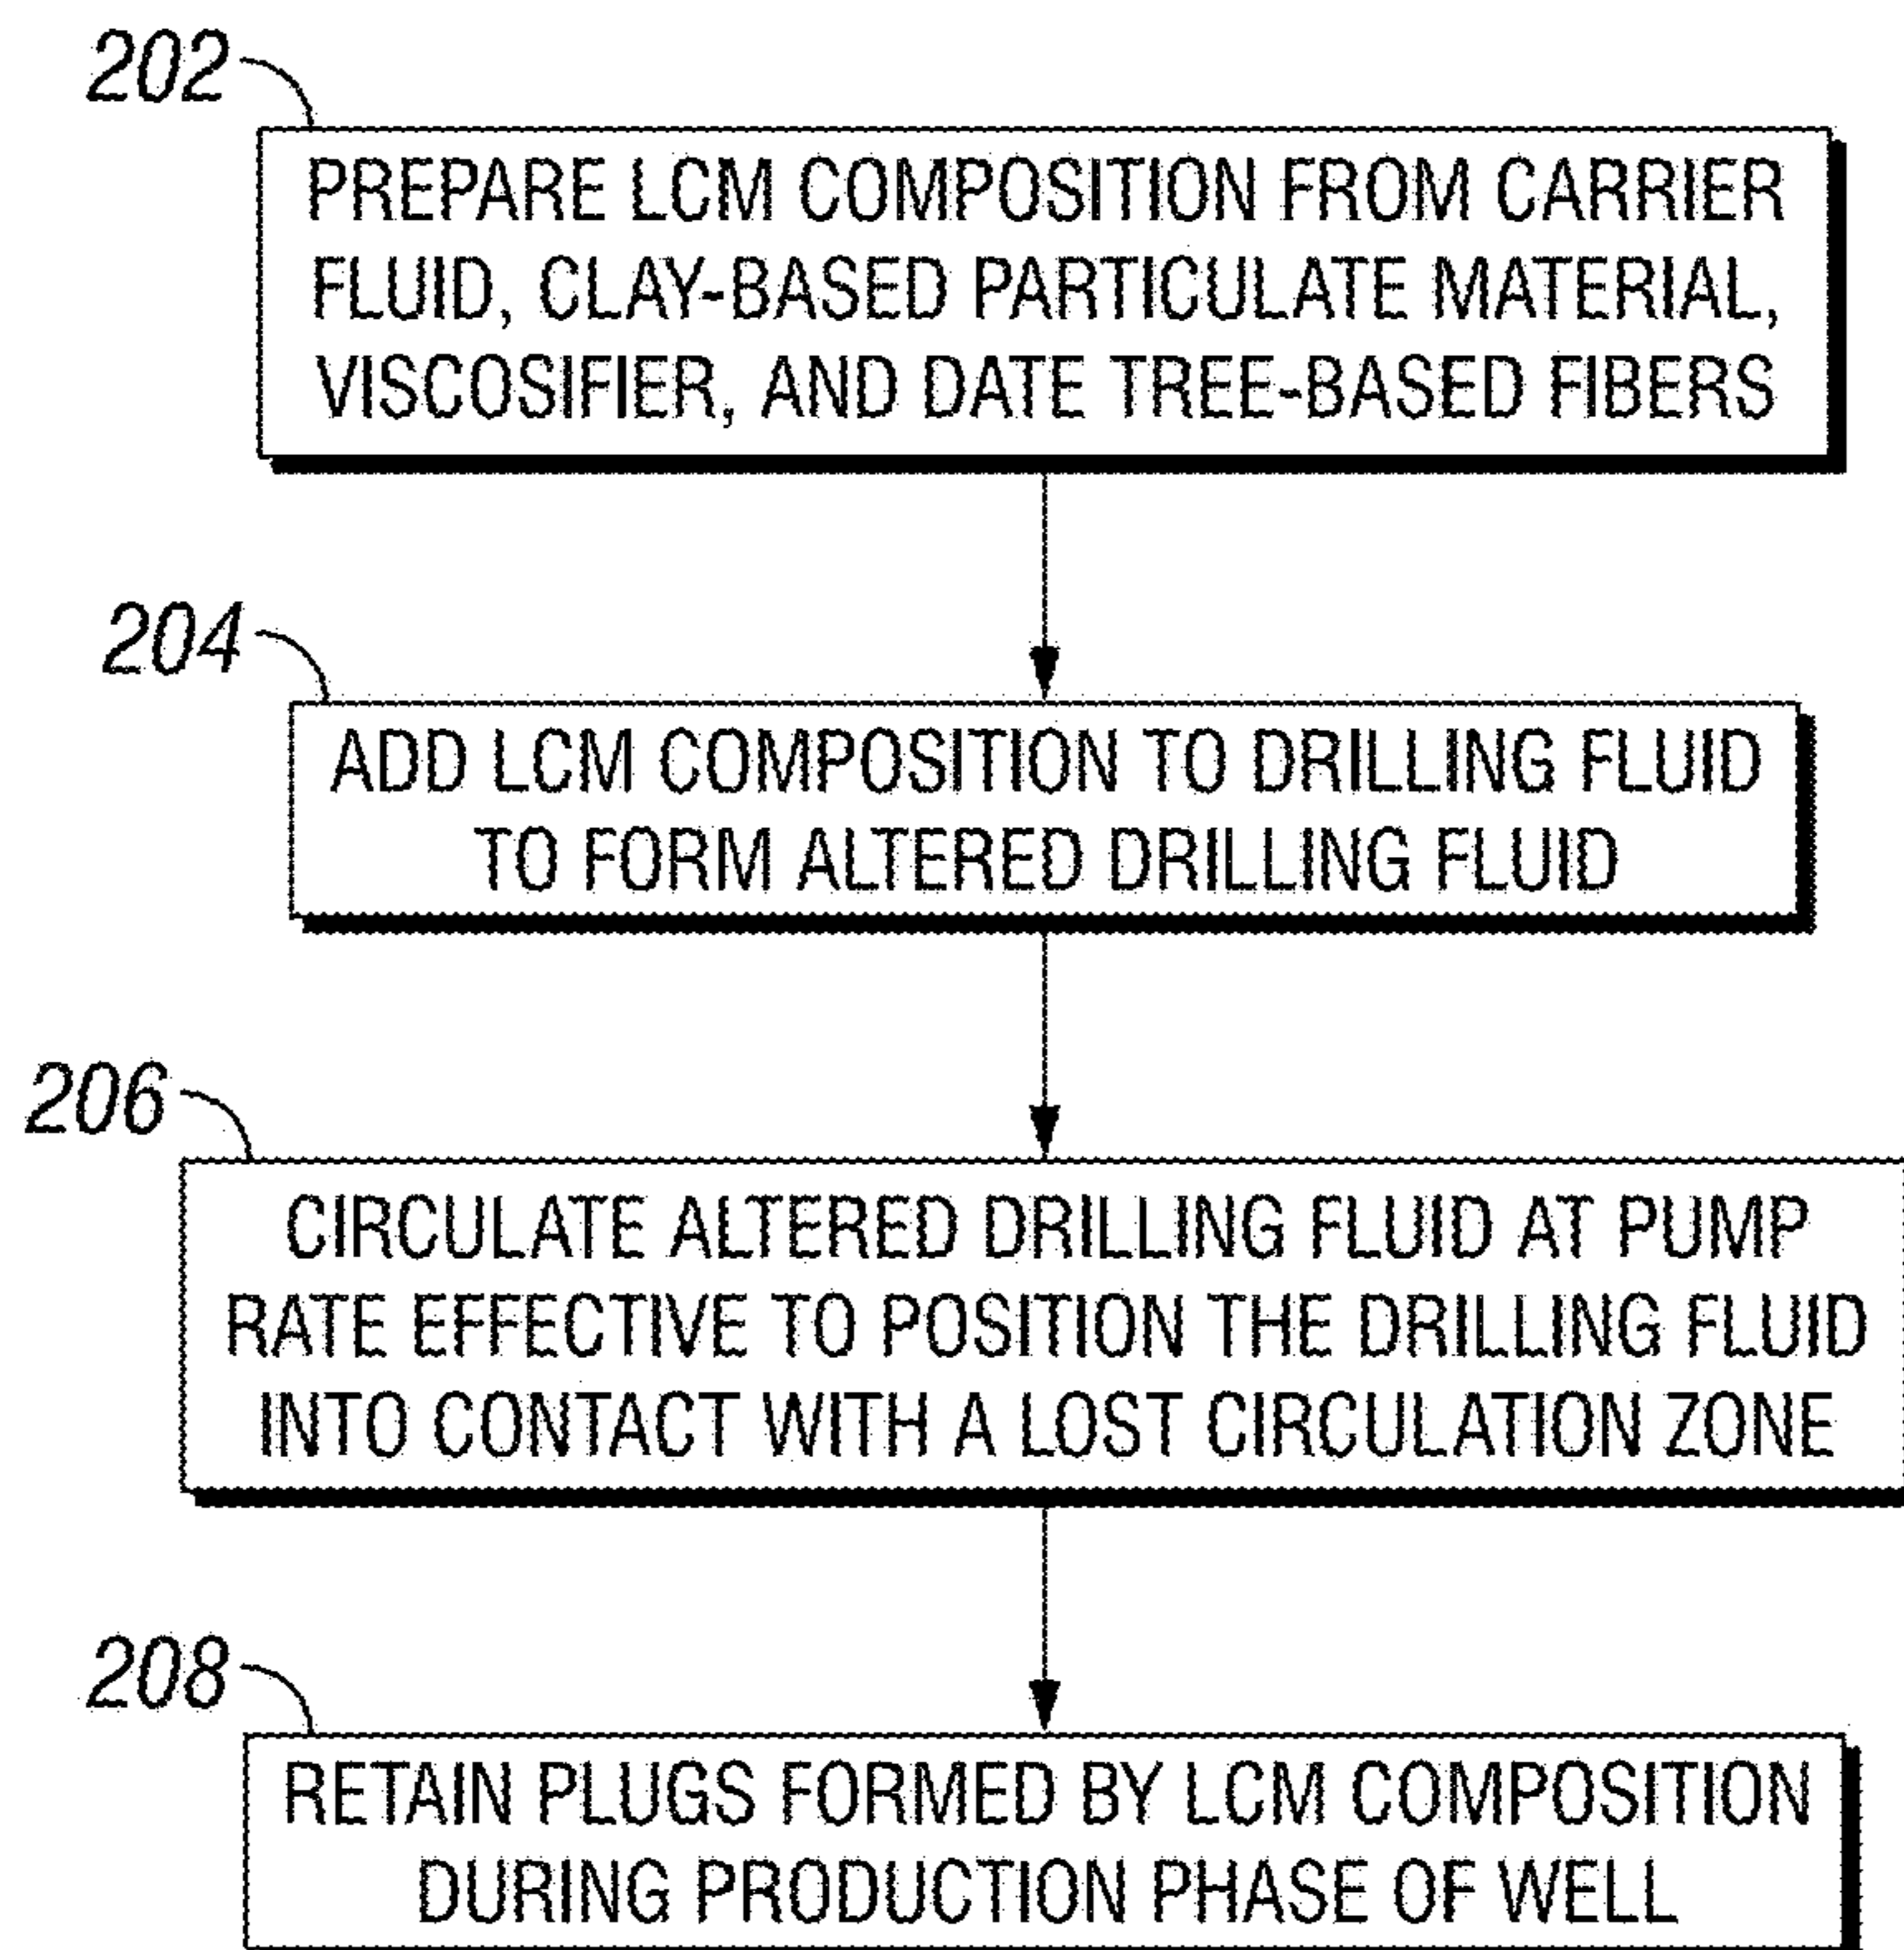 202
PREPARE LCM COMPOSITION FROM CARRIER
FLUID, CLAY-BASED PARTICULATE MATERIAL,
VISCOSIFIER, AND DATE TREE-BASED FIBERS
204
ADD LCM COMPOSITION TO DRILLING FLUID
TO FORM ALTERED DRILLING FLUID
206
CIRCULATE ALTERED DRILLING FLUID AT PUMP
RATE EFFECTIVE TO POSITION THE DRILLING FLUID
INTO CONTACT WITH A LOST CIRCULATION ZONE
208
RETAIN PLUGS FORMED BY LCM COMPOSITION
DURING PRODUCTION PHASE OF WELL